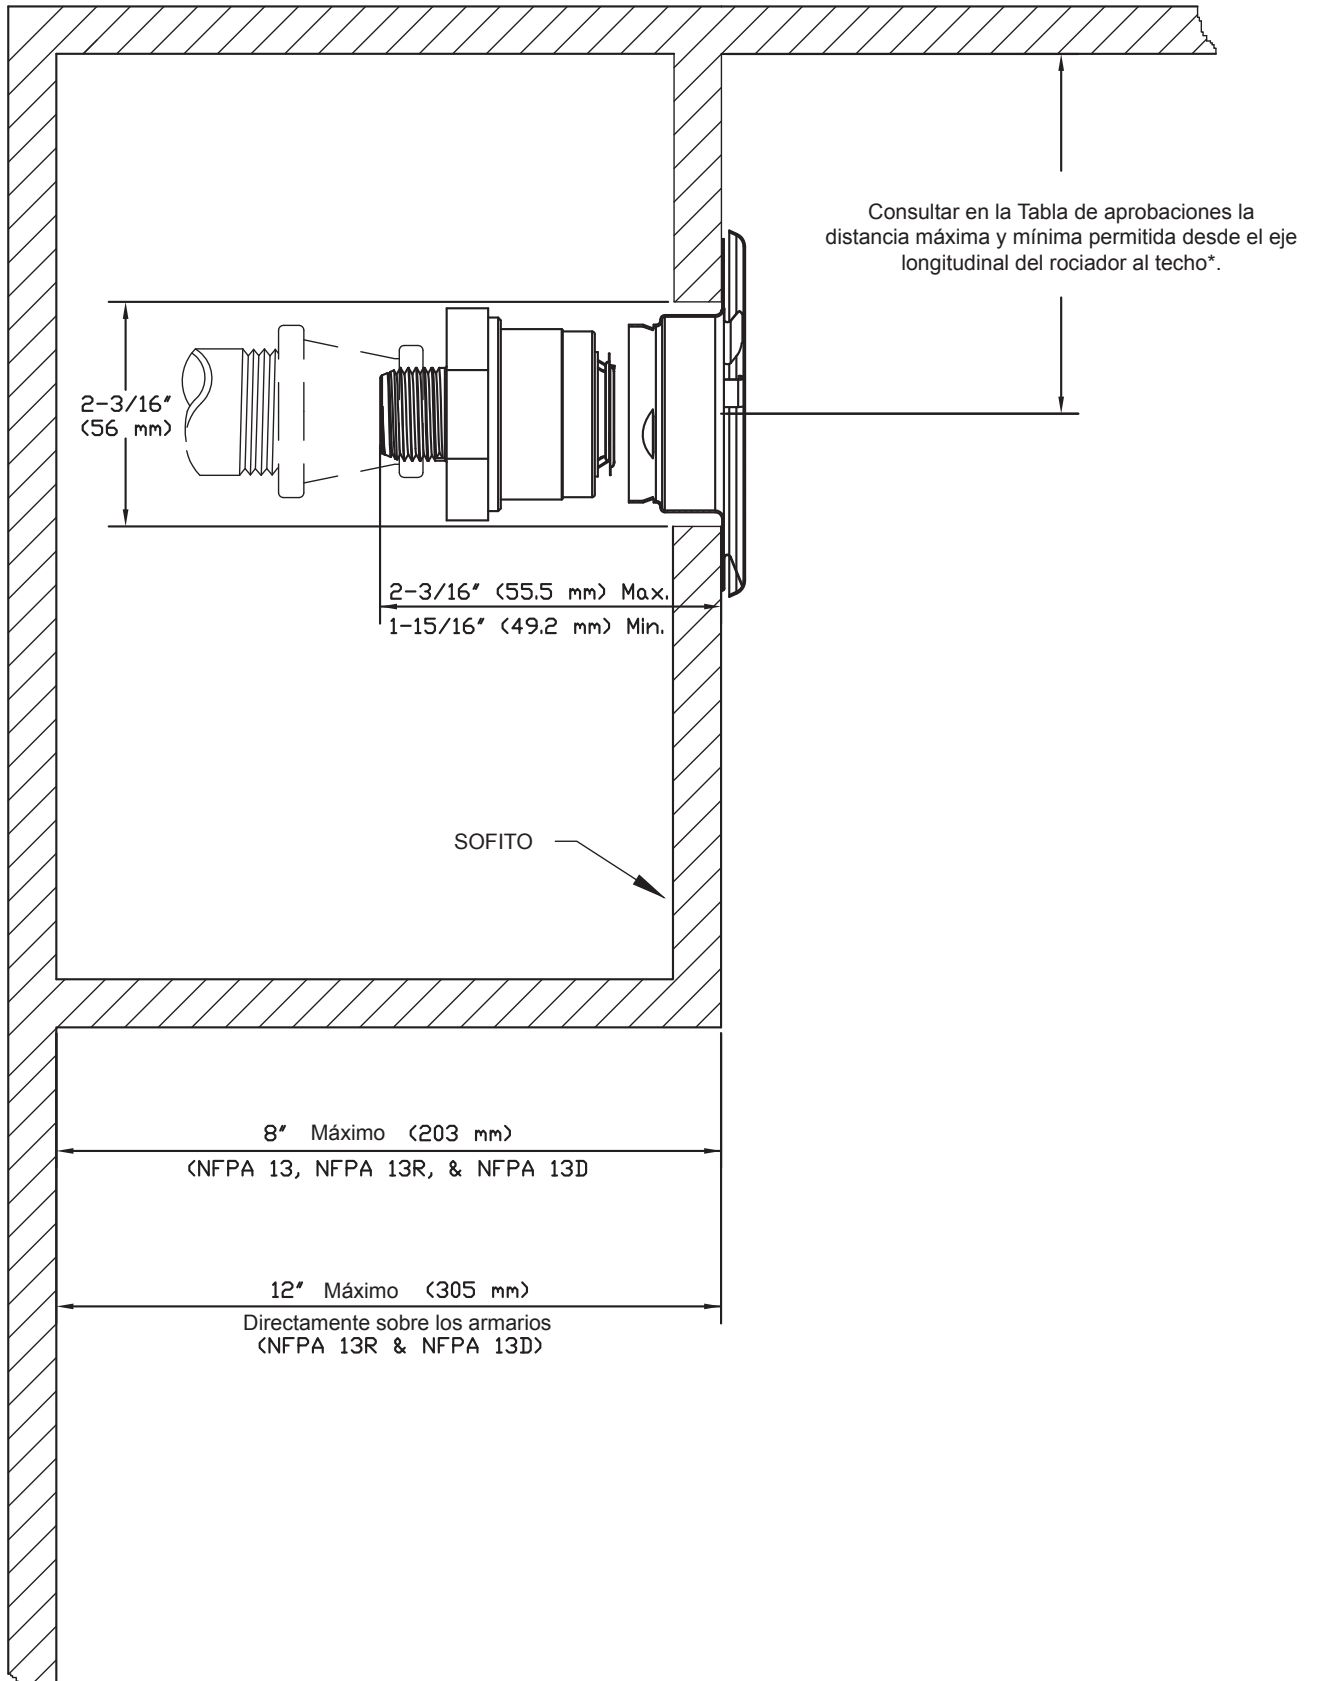 Consultar en la Tabla de aprobaciones la
distancia máxima y mínima permitida desde el eje
longitudinal del rociador al techo*.
2-3/16"
(56 mm)
2-3/16" (55.5 mm) Max.
1-15/16" (49.2 mm) Min.
SOFITO
8" Máximo (203 mm)
(NFPA 13, NFPA 13R, & NFPA 13D
12" Máximo (305 mm)
Directamente sobre los armarios
(NFPA 13R & NFPA 13D)